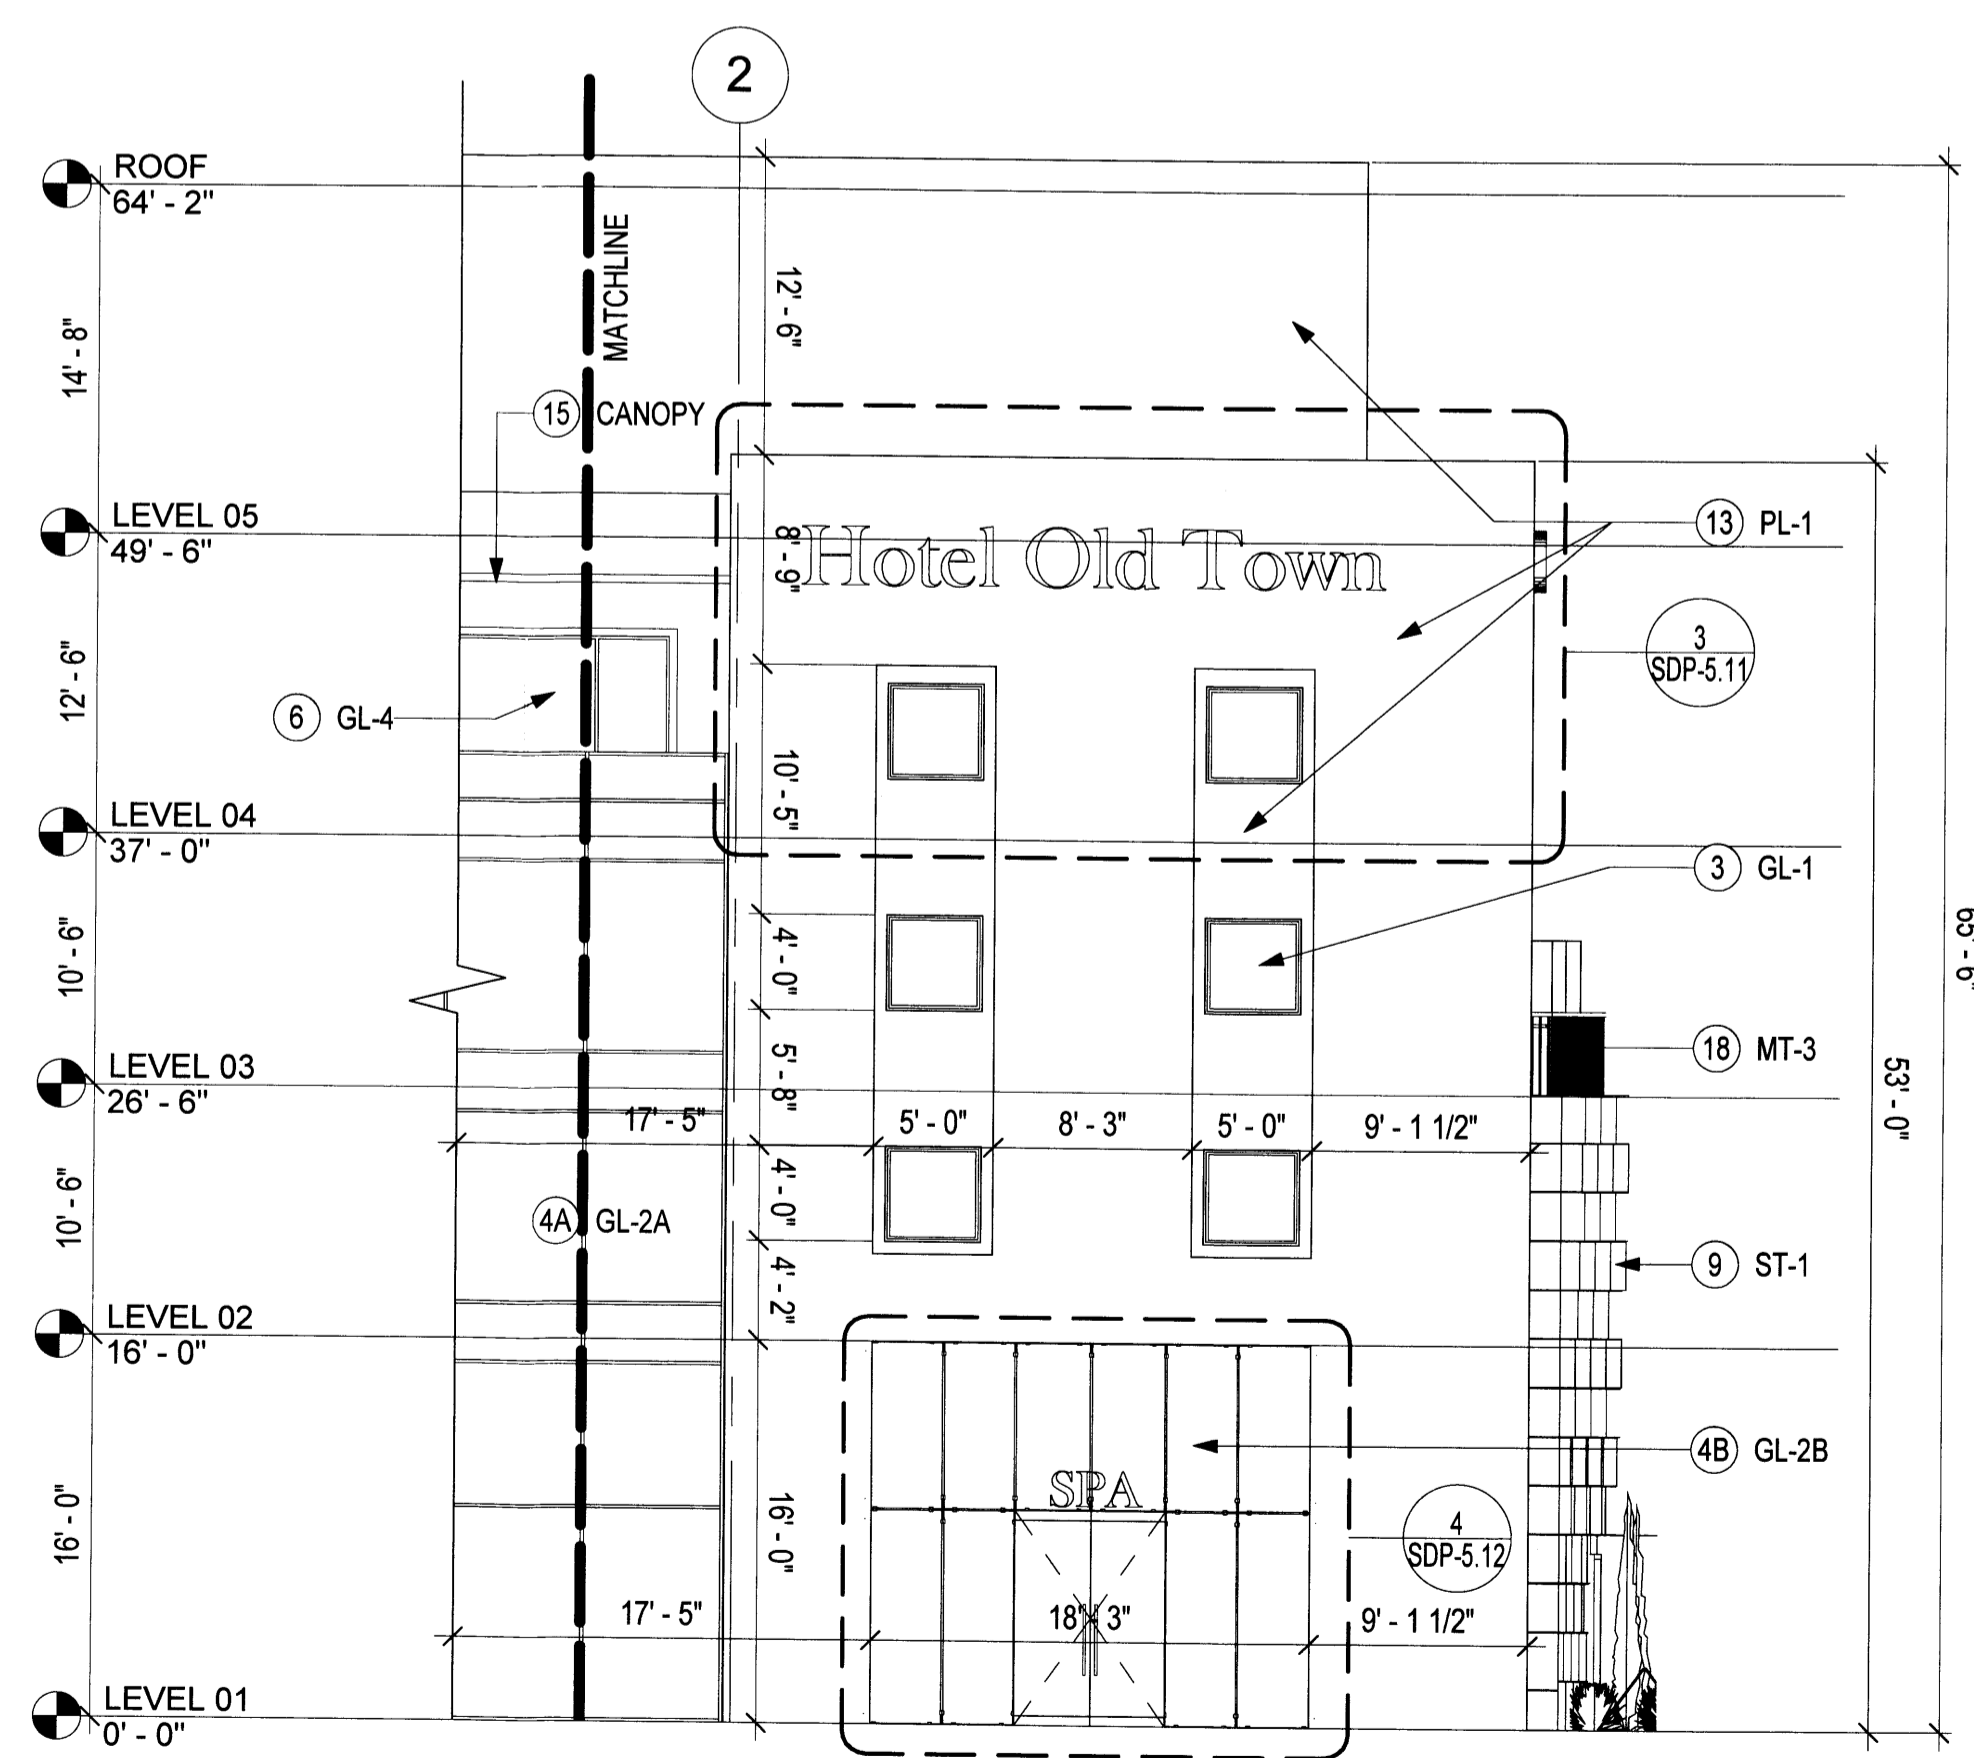 2
ROOF
64' - 2"
MATCHLINE
12' - 6"
14' - 8"
15 CANOPY
LEVEL 05
49' - 6"
8' - 9"
Hotel Old Town
13 PL-1
3
SDP-5.11
12' - 6"
6 GL-4
10' - 5"
LEVEL 04
37' - 0"
3 GL-1
65' - 6"
10' - 6"
4' - 0"
18 MT-3
5' - 8"
LEVEL 03
26' - 6"
53' - 0"
17' - 5"
5' - 0"
8' - 3"
5' - 0"
9' - 1 1/2"
10' - 6"
4' - 0"
4A GL-2A
9 ST-1
4' - 2"
LEVEL 02
16' - 0"
4B GL-2B
SPA
16' - 0"
16' - 0"
4
SDP-5.12
17' - 5"
18' - 3"
9' - 1 1/2"
LEVEL 01
0' - 0"